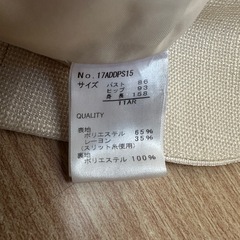 No.17ADDPS15
サイズ バスト 86
ヒップ 93
身長 158
11AR
QUALITY
表地
ポリエステル 65%
レーヨン 35%
(スリット糸使用)
裏地
ポリエステル 100%